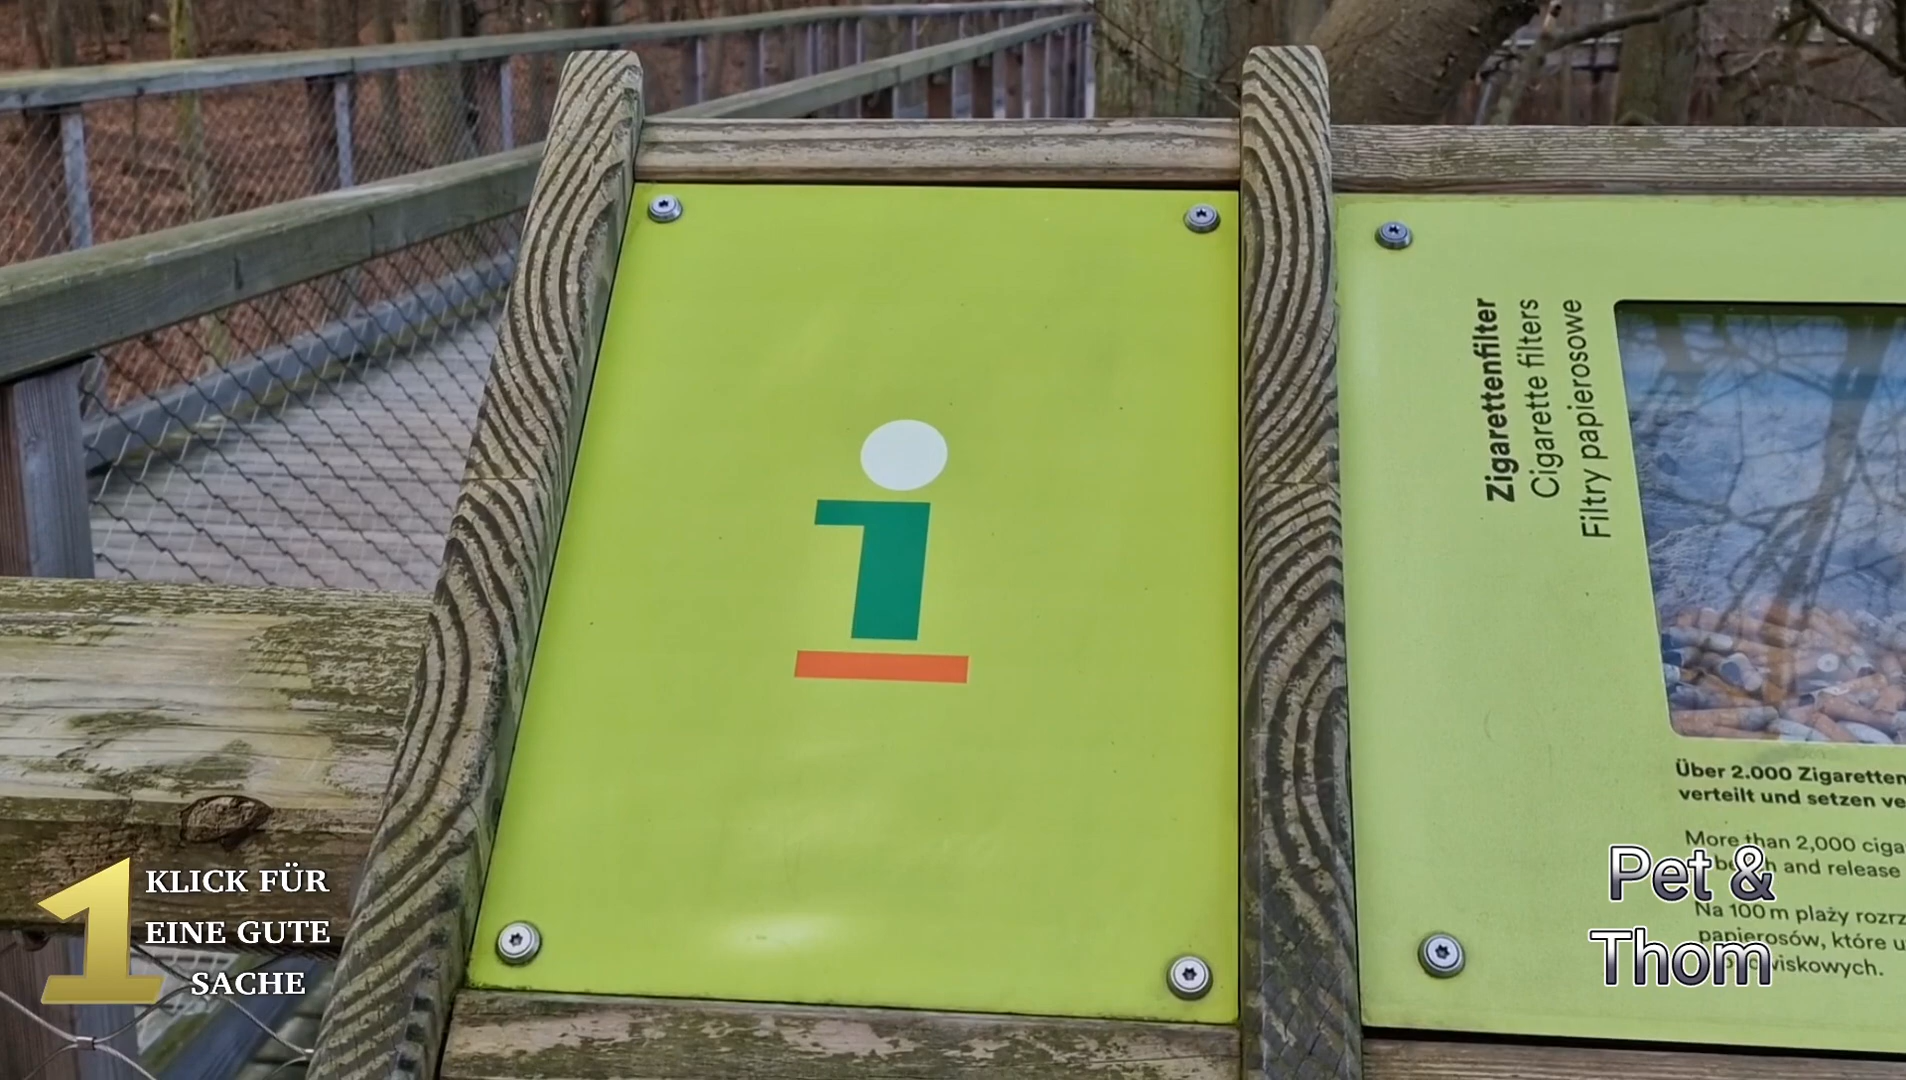 i
Zigarettenfilter
Cigarette filters
Filtry papierosowe
Über 2.000 Zigaretten
verteilt und setzen ve
More than 2,000 ciga
and release
Na 100 m plaży rozrz
papierosów, które u
wiskowych.
1 KLICK FÜR
EINE GUTE
SACHE
Pet &
Thom